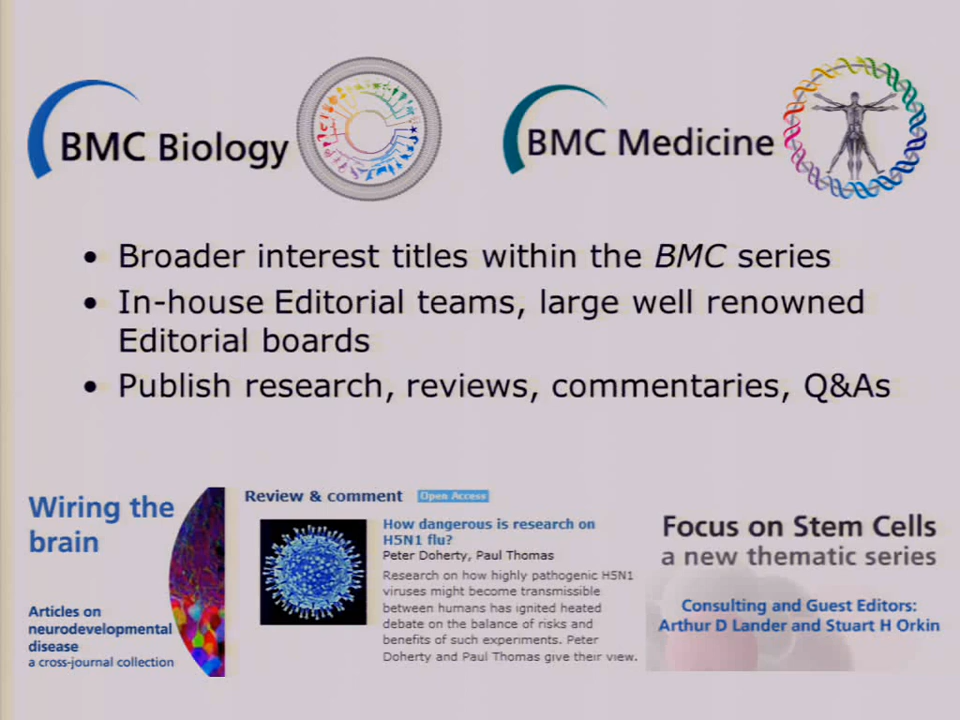 BMC Biology
BMC Medicine
• Broader interest titles within the BMC series
• In-house Editorial teams, large well renowned
Editorial boards
• Publish research, reviews, commentaries, Q&As
Wiring the
brain
Articles on
neurodevelopmental
disease
a cross-journal collection
Review & comment Open Access
How dangerous is research on
H5N1 flu?
Peter Doherty, Paul Thomas
Research on how highly pathogenic H5N1
viruses might become transmissible
between humans has ignited heated
debate on the balance of risks and
benefits of such experiments. Peter
Doherty and Paul Thomas give their view.
Focus on Stem Cells
a new thematic series
Consulting and Guest Editors:
Arthur D Lander and Stuart H Orkin